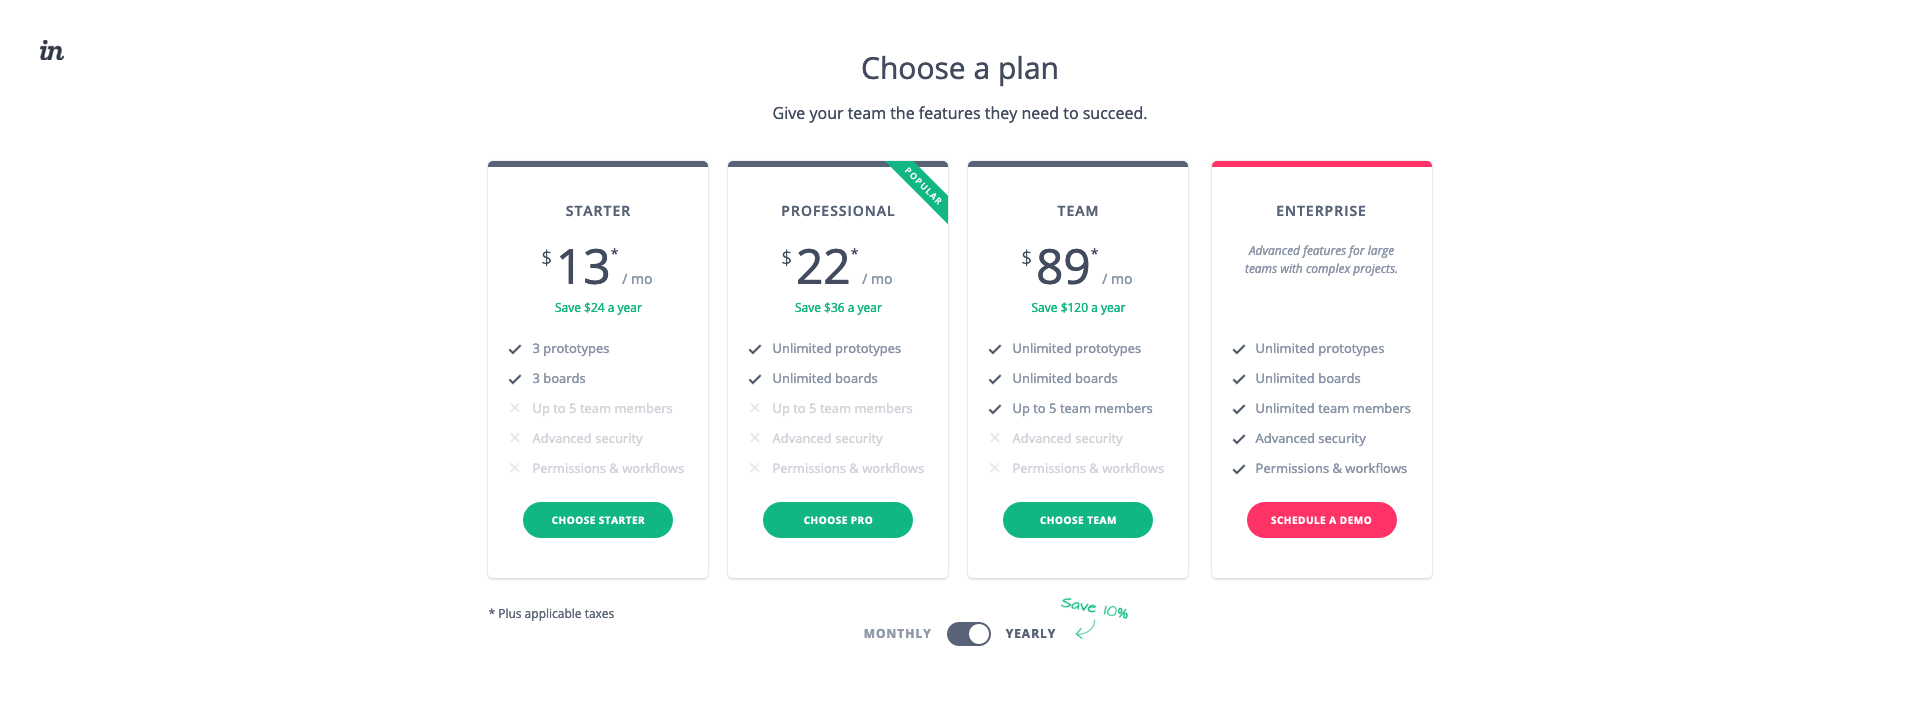 in
Choose a plan
Give your team the features they need to succeed.
POPULAR
STARTER
$ 13* / mo
Save $24 a year
3 prototypes
3 boards
Up to 5 team members
Advanced security
Permissions & workflows
CHOOSE STARTER
PROFESSIONAL
$ 22* / mo
Save $36 a year
Unlimited prototypes
Unlimited boards
Up to 5 team members
Advanced security
Permissions & workflows
CHOOSE PRO
TEAM
$ 89* / mo
Save $120 a year
Unlimited prototypes
Unlimited boards
Up to 5 team members
Advanced security
Permissions & workflows
CHOOSE TEAM
ENTERPRISE
Advanced features for large
teams with complex projects.
Unlimited prototypes
Unlimited boards
Unlimited team members
Advanced security
Permissions & workflows
SCHEDULE A DEMO
* Plus applicable taxes
MONTHLY
YEARLY
Save 10%